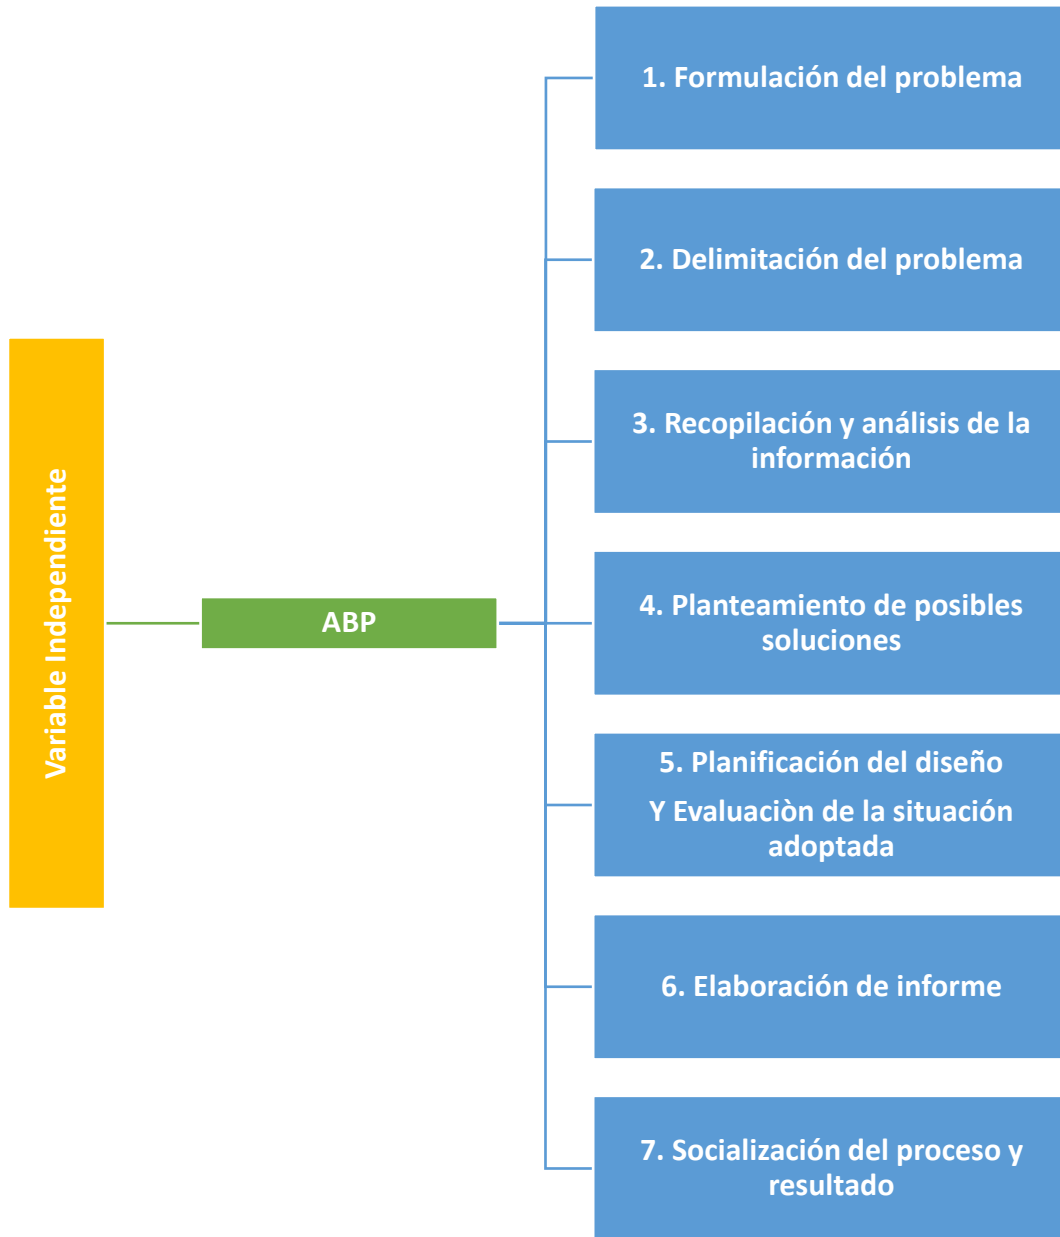 Variable Independiente
ABP
1. Formulación del problema
2. Delimitación del problema
3. Recopilación y análisis de la
información
4. Planteamiento de posibles
soluciones
5. Planificación del diseño
Y Evaluaciòn de la situación
adoptada
6. Elaboración de informe
7. Socialización del proceso y
resultado